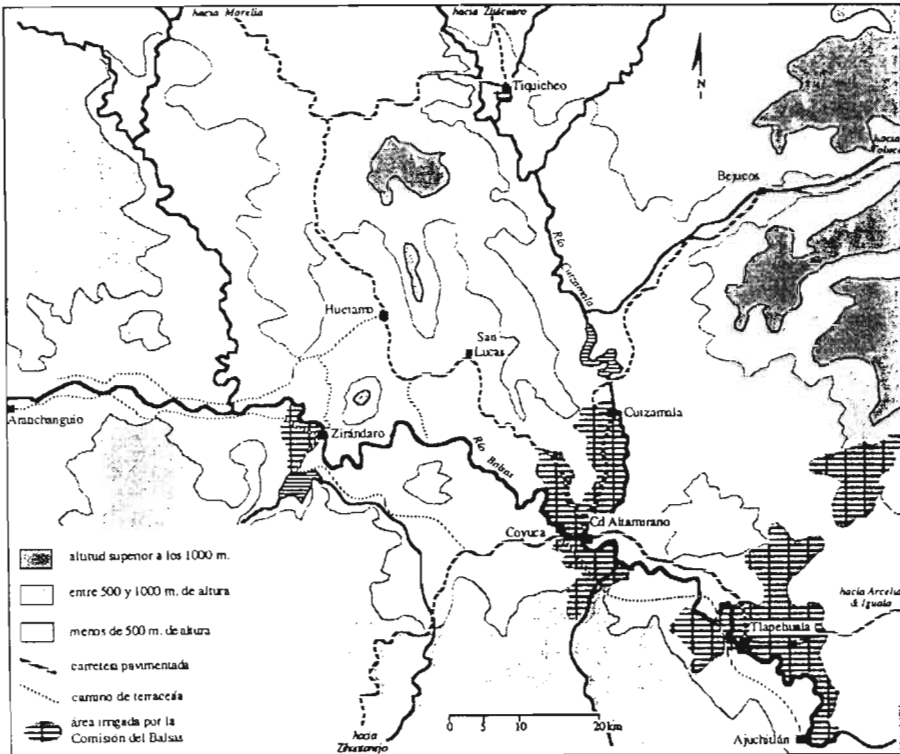 hacia Morelia
hacia Zitácuaro
Tiquicheo
N
hacia
Toluca
Bejucos
Río Cutzamala
Huetamo
San
Lucas
Cutzamala
Zirándaro
Río Balsas
Cd Altamirano
Coyuca
hacia Arcelia
& Iguala
Tlapehuala
altitud superior a los 1000 m.
entre 500 y 1000 m. de altura
menos de 500 m. de altura
carretera pavimentada
camino de terracería
área irrigada por la
Comisión del Balsas
hacia
Zihuatanejo
0 5 10 20 km
Ajuchitlán